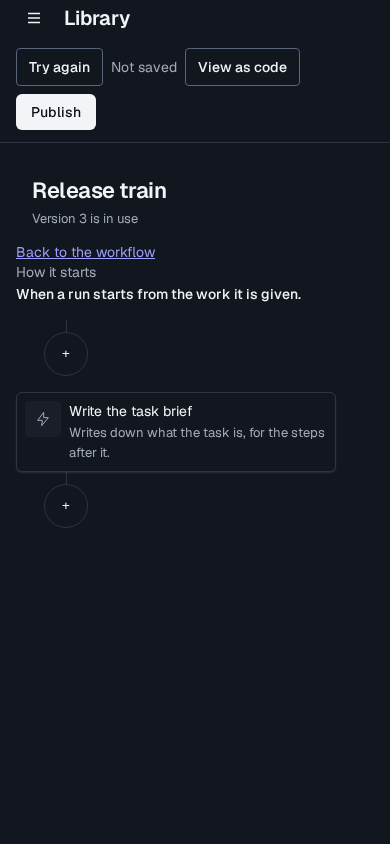 Library
Try again
Not saved
View as code
Publish
Release train
Version 3 is in use
Back to the workflow
How it starts
When a run starts from the work it is given.
+
Write the task brief
Writes down what the task is, for the steps
after it.
+